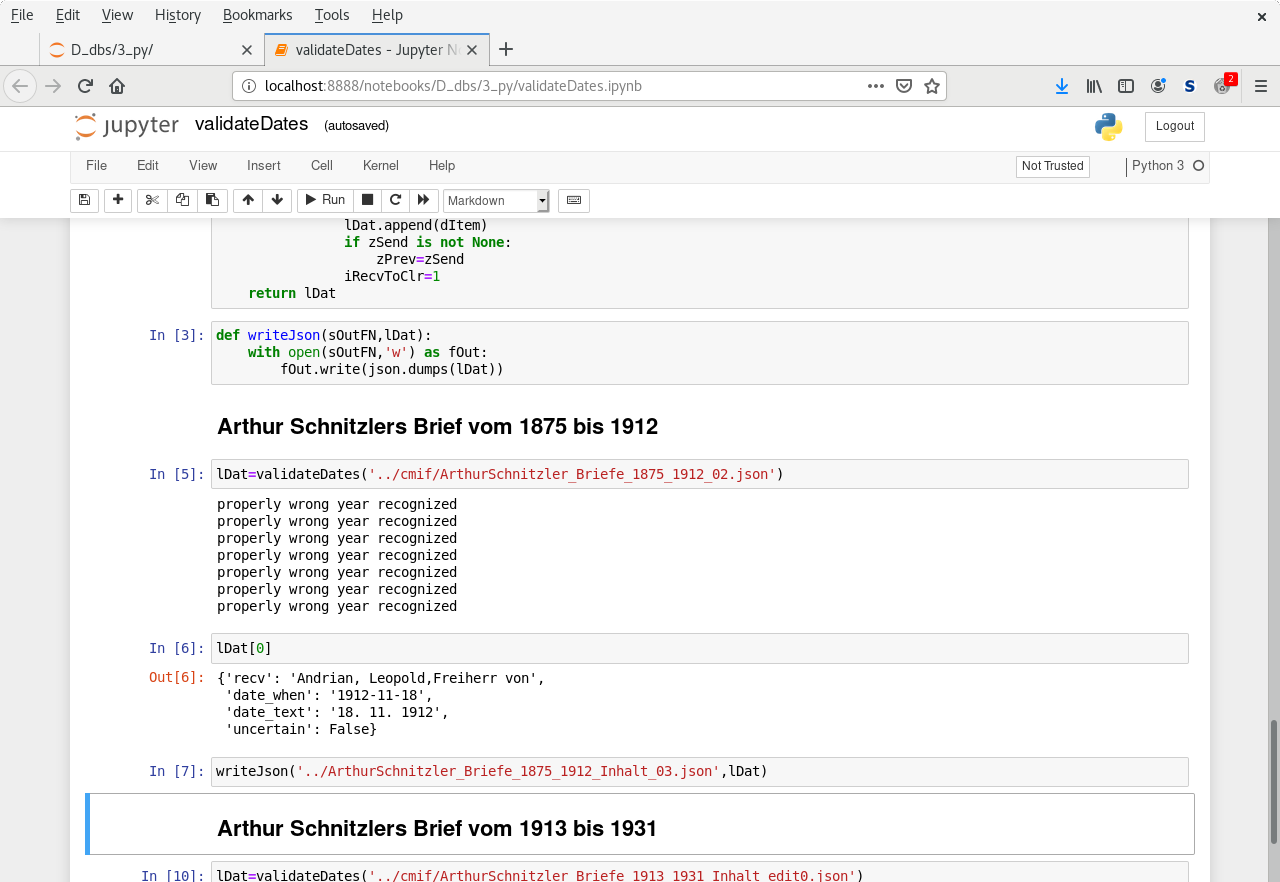 File Edit View History Bookmarks Tools Help
D_dbs/3_py/
validateDates - Jupyter N
localhost:8888/notebooks/D_dbs/3_py/validateDates.ipynb
S
2
jupyter validateDates (autosaved)
Logout
File Edit View Insert Cell Kernel Help
Not Trusted
Python 3
Run
Markdown
lDat.append(dItem)
if zSend is not None:
zPrev=zSend
iRecvToClr=1
return lDat
In [3]: def writeJson(sOutFN,lDat):
with open(sOutFN,'w') as fOut:
fOut.write(json.dumps(lDat))
Arthur Schnitzlers Brief vom 1875 bis 1912
In [5]: lDat=validateDates('../cmif/ArthurSchnitzler_Briefe_1875_1912_02.json')
properly wrong year recognized
properly wrong year recognized
properly wrong year recognized
properly wrong year recognized
properly wrong year recognized
properly wrong year recognized
properly wrong year recognized
In [6]: lDat[0]
Out[6]: {'recv': 'Andrian, Leopold,Freiherr von',
'date_when': '1912-11-18',
'date_text': '18. 11. 1912',
'uncertain': False}
In [7]: writeJson('../ArthurSchnitzler_Briefe_1875_1912_Inhalt_03.json',lDat)
Arthur Schnitzlers Brief vom 1913 bis 1931
In [10]: lDat=validateDates('../cmif/ArthurSchnitzler_Briefe_1913_1931_Inhalt_edit0.json')